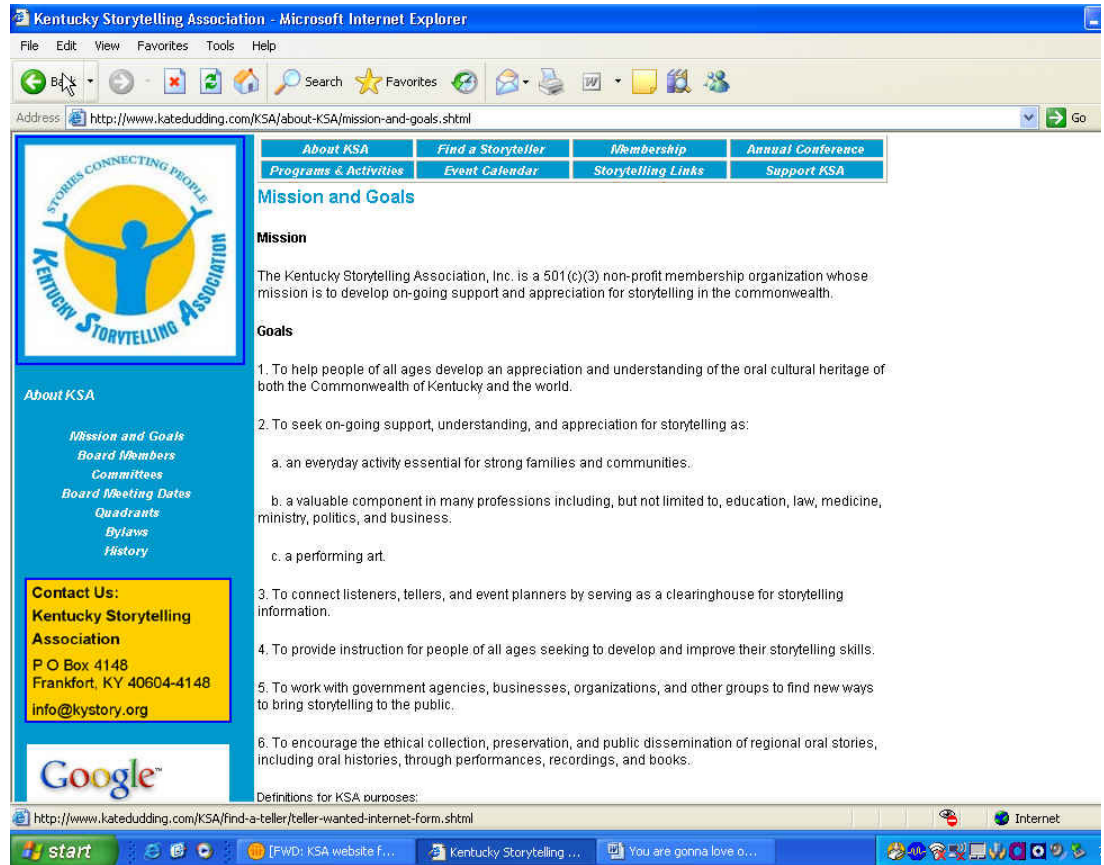 Kentucky Storytelling Association - Microsoft Internet Explorer
File Edit View Favorites Tools Help
Back Search Favorites
Address http://www.katedudding.com/KSA/about-KSA/mission-and-goals.shtml Go
STORIES CONNECTING PEOPLE
KENTUCKY STORYTELLING ASSOCIATION
About KSA Find a Storyteller Membership Annual Conference
Programs & Activities Event Calendar Storytelling Links Support KSA
Mission and Goals
Mission
The Kentucky Storytelling Association, Inc. is a 501(c)(3) non-profit membership organization whose
mission is to develop on-going support and appreciation for storytelling in the commonwealth.
Goals
1. To help people of all ages develop an appreciation and understanding of the oral cultural heritage of
both the Commonwealth of Kentucky and the world.
2. To seek on-going support, understanding, and appreciation for storytelling as:
a. an everyday activity essential for strong families and communities.
b. a valuable component in many professions including, but not limited to, education, law, medicine,
ministry, politics, and business.
c. a performing art.
3. To connect listeners, tellers, and event planners by serving as a clearinghouse for storytelling
information.
4. To provide instruction for people of all ages seeking to develop and improve their storytelling skills.
5. To work with government agencies, businesses, organizations, and other groups to find new ways
to bring storytelling to the public.
6. To encourage the ethical collection, preservation, and public dissemination of regional oral stories,
including oral histories, through performances, recordings, and books.
Definitions for KSA purposes:
About KSA
Mission and Goals
Board Members
Committees
Board Meeting Dates
Quadrants
Bylaws
History
Contact Us:
Kentucky Storytelling
Association
P O Box 4148
Frankfort, KY 40604-4148
info@kystory.org
Google™
http://www.katedudding.com/KSA/find-a-teller/teller-wanted-internet-form.shtml Internet
start [FWD: KSA website f... Kentucky Storytelling ... You are gonna love o...